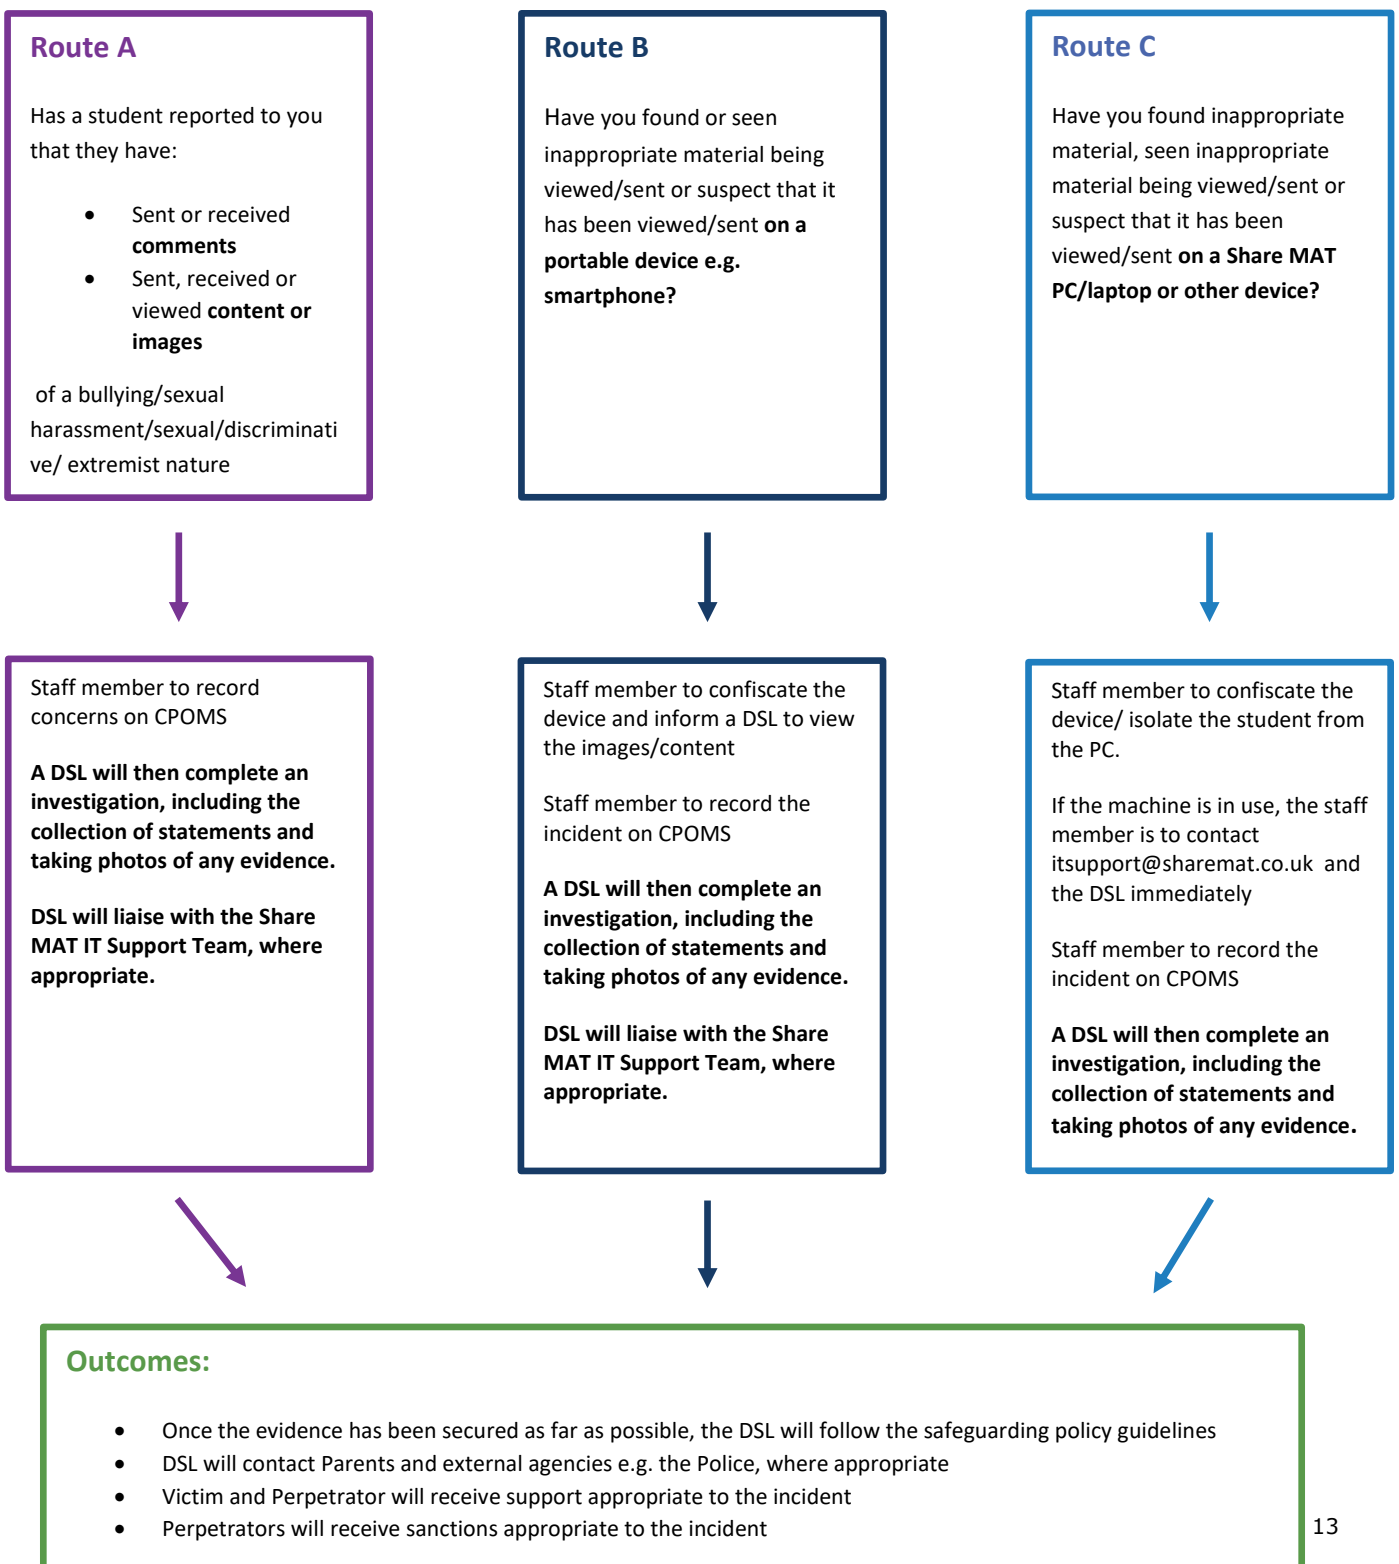 Route A
Has a student reported to you
that they have:
• Sent or received
comments
• Sent, received or
viewed content or
images
of a bullying/sexual
harassment/sexual/discriminati
ve/ extremist nature
Route B
Have you found or seen
inappropriate material being
viewed/sent or suspect that it
has been viewed/sent on a
portable device e.g.
smartphone?
Route C
Have you found inappropriate
material, seen inappropriate
material being viewed/sent or
suspect that it has been
viewed/sent on a Share MAT
PC/laptop or other device?
Staff member to record
concerns on CPOMS
A DSL will then complete an
investigation, including the
collection of statements and
taking photos of any evidence.
DSL will liaise with the Share
MAT IT Support Team, where
appropriate.
Staff member to confiscate the
device and inform a DSL to view
the images/content
Staff member to record the
incident on CPOMS
A DSL will then complete an
investigation, including the
collection of statements and
taking photos of any evidence.
DSL will liaise with the Share
MAT IT Support Team, where
appropriate.
Staff member to confiscate the
device/ isolate the student from
the PC.
If the machine is in use, the staff
member is to contact
itsupport@sharemat.co.uk and
the DSL immediately
Staff member to record the
incident on CPOMS
A DSL will then complete an
investigation, including the
collection of statements and
taking photos of any evidence.
Outcomes:
• Once the evidence has been secured as far as possible, the DSL will follow the safeguarding policy guidelines
• DSL will contact Parents and external agencies e.g. the Police, where appropriate
• Victim and Perpetrator will receive support appropriate to the incident
• Perpetrators will receive sanctions appropriate to the incident
13